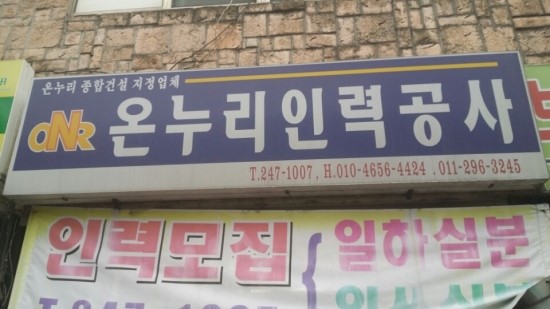 온누리 종합건설 지정업체
ONR 온누리인력공사
T.247-1007, H.010-4656-4424 , 011-296-3245
인력모집 { 일하실분